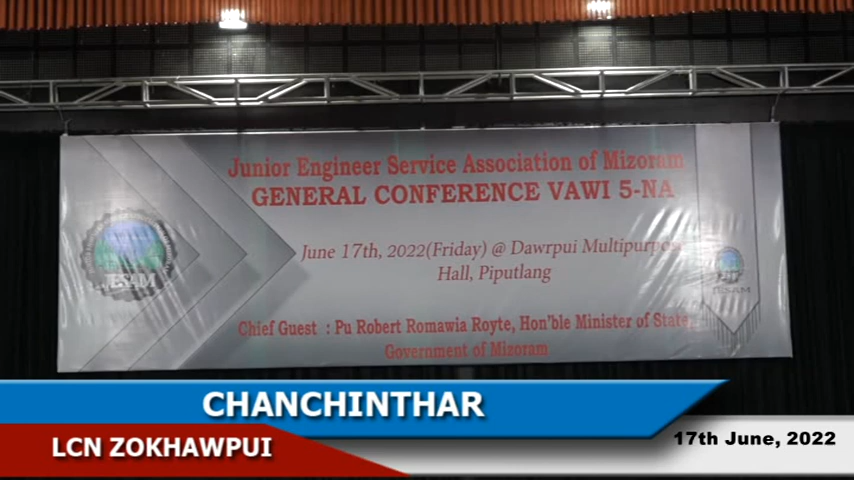 Junior Engineer Service Association of Mizoram
GENERAL CONFERENCE VAWI 5-NA
June 17th, 2022(Friday) @ Dawrpui Multipurpose
Hall, Piputlang
JESAM
JESAM
Chief Guest : Pu Robert Romawia Royte, Hon'ble Minister of State,
Government of Mizoram
CHANCHINTHAR
LCN ZOKHAWPUI
17th June, 2022